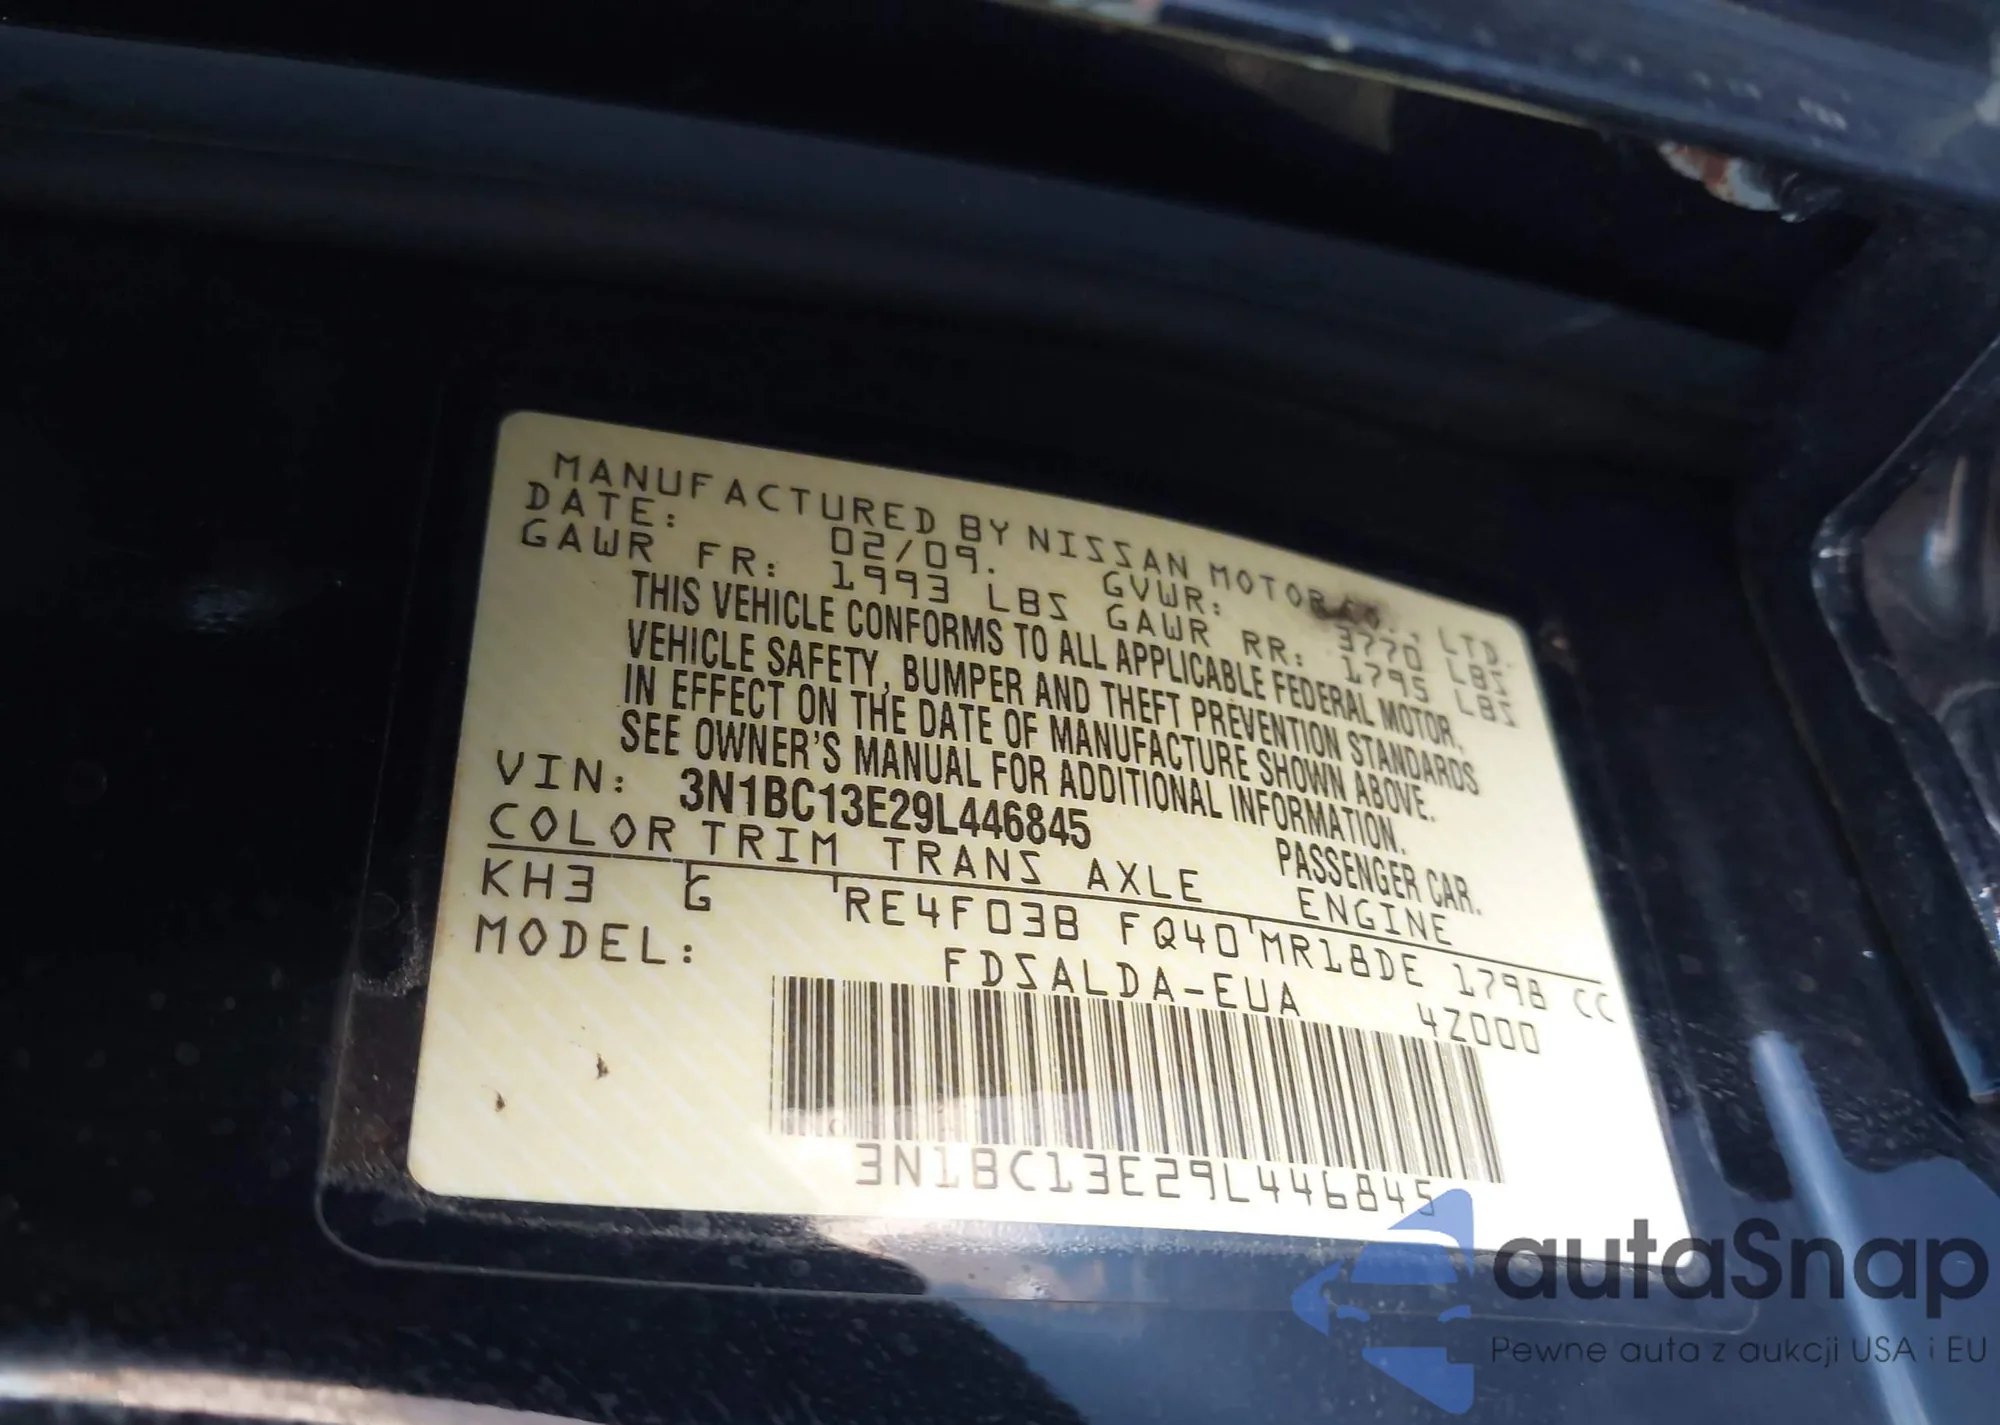 MANUFACTURED BY NISSAN MOTOR CO., LTD.
DATE: 02/09. GVWR: 3770 LBS
GAWR FR: 1993 LBS GAWR RR: 1795 LBS
THIS VEHICLE CONFORMS TO ALL APPLICABLE FEDERAL MOTOR.
VEHICLE SAFETY, BUMPER AND THEFT PREVENTION STANDARDS
IN EFFECT ON THE DATE OF MANUFACTURE SHOWN ABOVE.
SEE OWNER'S MANUAL FOR ADDITIONAL INFORMATION.
VIN: 3N1BC13E29L446845 PASSENGER CAR.
COLOR TRIM TRANS AXLE ENGINE
KH3 G RE4F03B FQ40 MR18DE 1798 CC
MODEL: FDSALDA-EUA 4Z000
3N1BC13E29L446845
autaSnap
Pewne auta z aukcji USA i EU